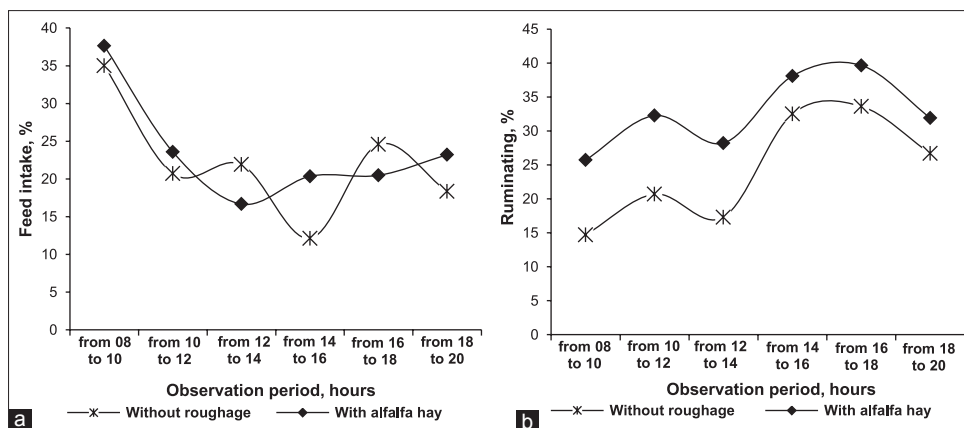 Feed intake, %
40
35
30
25
20
15
10
5
0
from 08 to 10
from 10 to 12
from 12 to 14
from 14 to 16
from 16 to 18
from 18 to 20
Observation period, hours
a
Without roughage
With alfalfa hay
Ruminating, %
45
40
35
30
25
20
15
10
5
0
from 08 to 10
from 10 to 12
from 12 to 14
from 14 to 16
from 16 to 18
from 18 to 20
Observation period, hours
b
Without roughage
With alfalfa hay